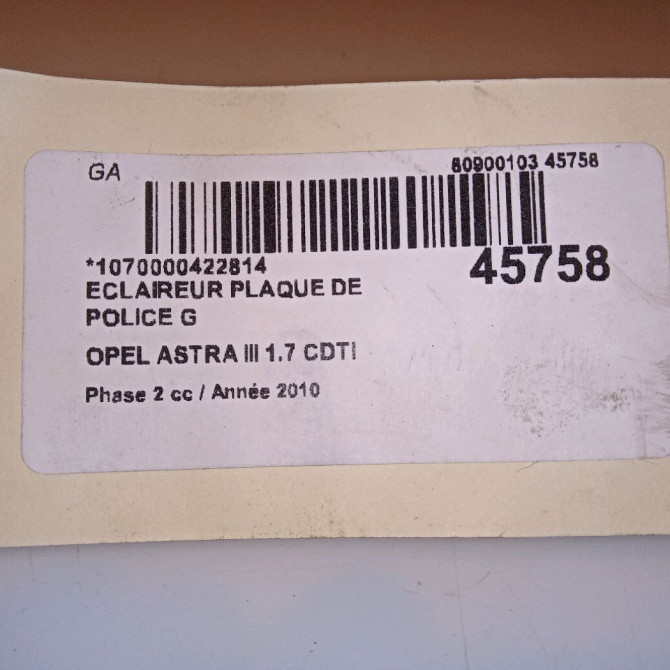 GA
80900103 45758
*1070000422814
45758
ECLAIREUR PLAQUE DE
POLICE G
OPEL ASTRA III 1.7 CDTI
Phase 2 cc / Année 2010